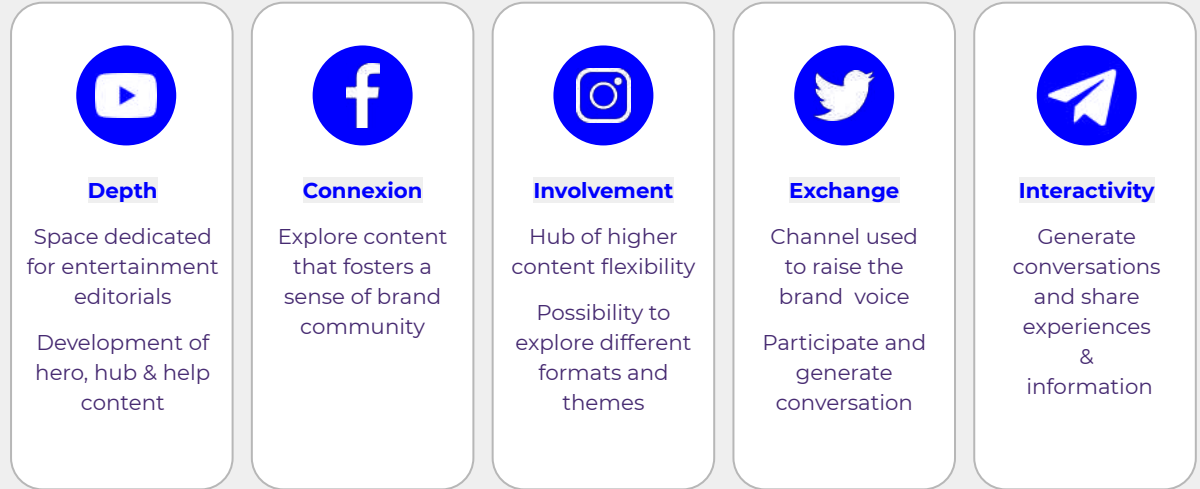 Depth
Space dedicated
for entertainment
editorials
Development of
hero, hub & help
content
Connexion
Explore content
that fosters a
sense of brand
community
Involvement
Hub of higher
content flexibility
Possibility to
explore different
formats and
themes
Exchange
Channel used
to raise the
brand  voice
Participate and
generate
conversation
Interactivity
Generate
conversations
and share
experiences
&
information